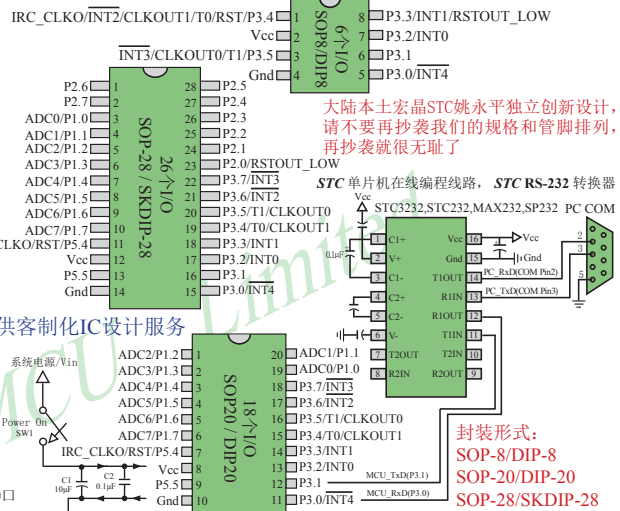 IRC_CLKO/INT2/CLKOUT1/T0/RST/P3.4 1
Vcc 2
INT3/CLKOUT0/T1/P3.5 3
Gnd 4
SOP8/DIP8
6个I/O
8 P3.3/INT1/RSTOUT_LOW
7 P3.2/INT0
6 P3.1
5 P3.0/INT4
大陆本土宏晶STC姚永平独立创新设计，
请不要再抄袭我们的规格和管脚排列，
再抄袭就很无耻了
P2.6 1
P2.7 2
ADC0/P1.0 3
ADC1/P1.1 4
ADC2/P1.2 5
ADC3/P1.3 6
ADC4/P1.4 7
ADC5/P1.5 8
ADC6/P1.6 9
ADC7/P1.7 10
CLKO/RST/P5.4 11
Vcc 12
P5.5 13
Gnd 14
SOP-28 / SKDIP-28
26个I/O
28 P2.5
27 P2.4
26 P2.3
25 P2.2
24 P2.1
23 P2.0/RSTOUT_LOW
22 P3.7/INT3
21 P3.6/INT2
20 P3.5/T1/CLKOUT0
19 P3.4/T0/CLKOUT1
18 P3.3/INT1
17 P3.2/INT0
16 P3.1
15 P3.0/INT4
STC 单片机在线编程线路， STC RS-232 转换器
Vcc
STC3232,STC232,MAX232,SP232 PC COM
0.1μF
1 C1+
2 V+
3 C1-
4 C2+
5 C2-
6 V-
7 T2OUT
8 R2IN
Vcc 16 Vcc
Gnd 15 Gnd
T1OUT 14 PC_RxD(COM Pin2)
R1IN 13 PC_TxD(COM Pin3)
R1OUT 12
T1IN 11
T2IN 10
R2OUT 9
2
3
5
供客制化IC设计服务
MCU Limited
系统电源/Vin
Power On
SW1
C1
10μF
C2
0.1μF
口
ADC2/P1.2 1
ADC3/P1.3 2
ADC4/P1.4 3
ADC5/P1.5 4
ADC6/P1.6 5
ADC7/P1.7 6
IRC_CLKO/RST/P5.4 7
Vcc 8
P5.5 9
Gnd 10
SOP20 / DIP20
18个I/O
20 ADC1/P1.1
19 ADC0/P1.0
18 P3.7/INT3
17 P3.6/INT2
16 P3.5/T1/CLKOUT0
15 P3.4/T0/CLKOUT1
14 P3.3/INT1
13 P3.2/INT0
12 P3.1 MCU_TxD(P3.1)
11 P3.0/INT4 MCU_RxD(P3.0)
封装形式：
SOP-8/DIP-8
SOP-20/DIP-20
SOP-28/SKDIP-28